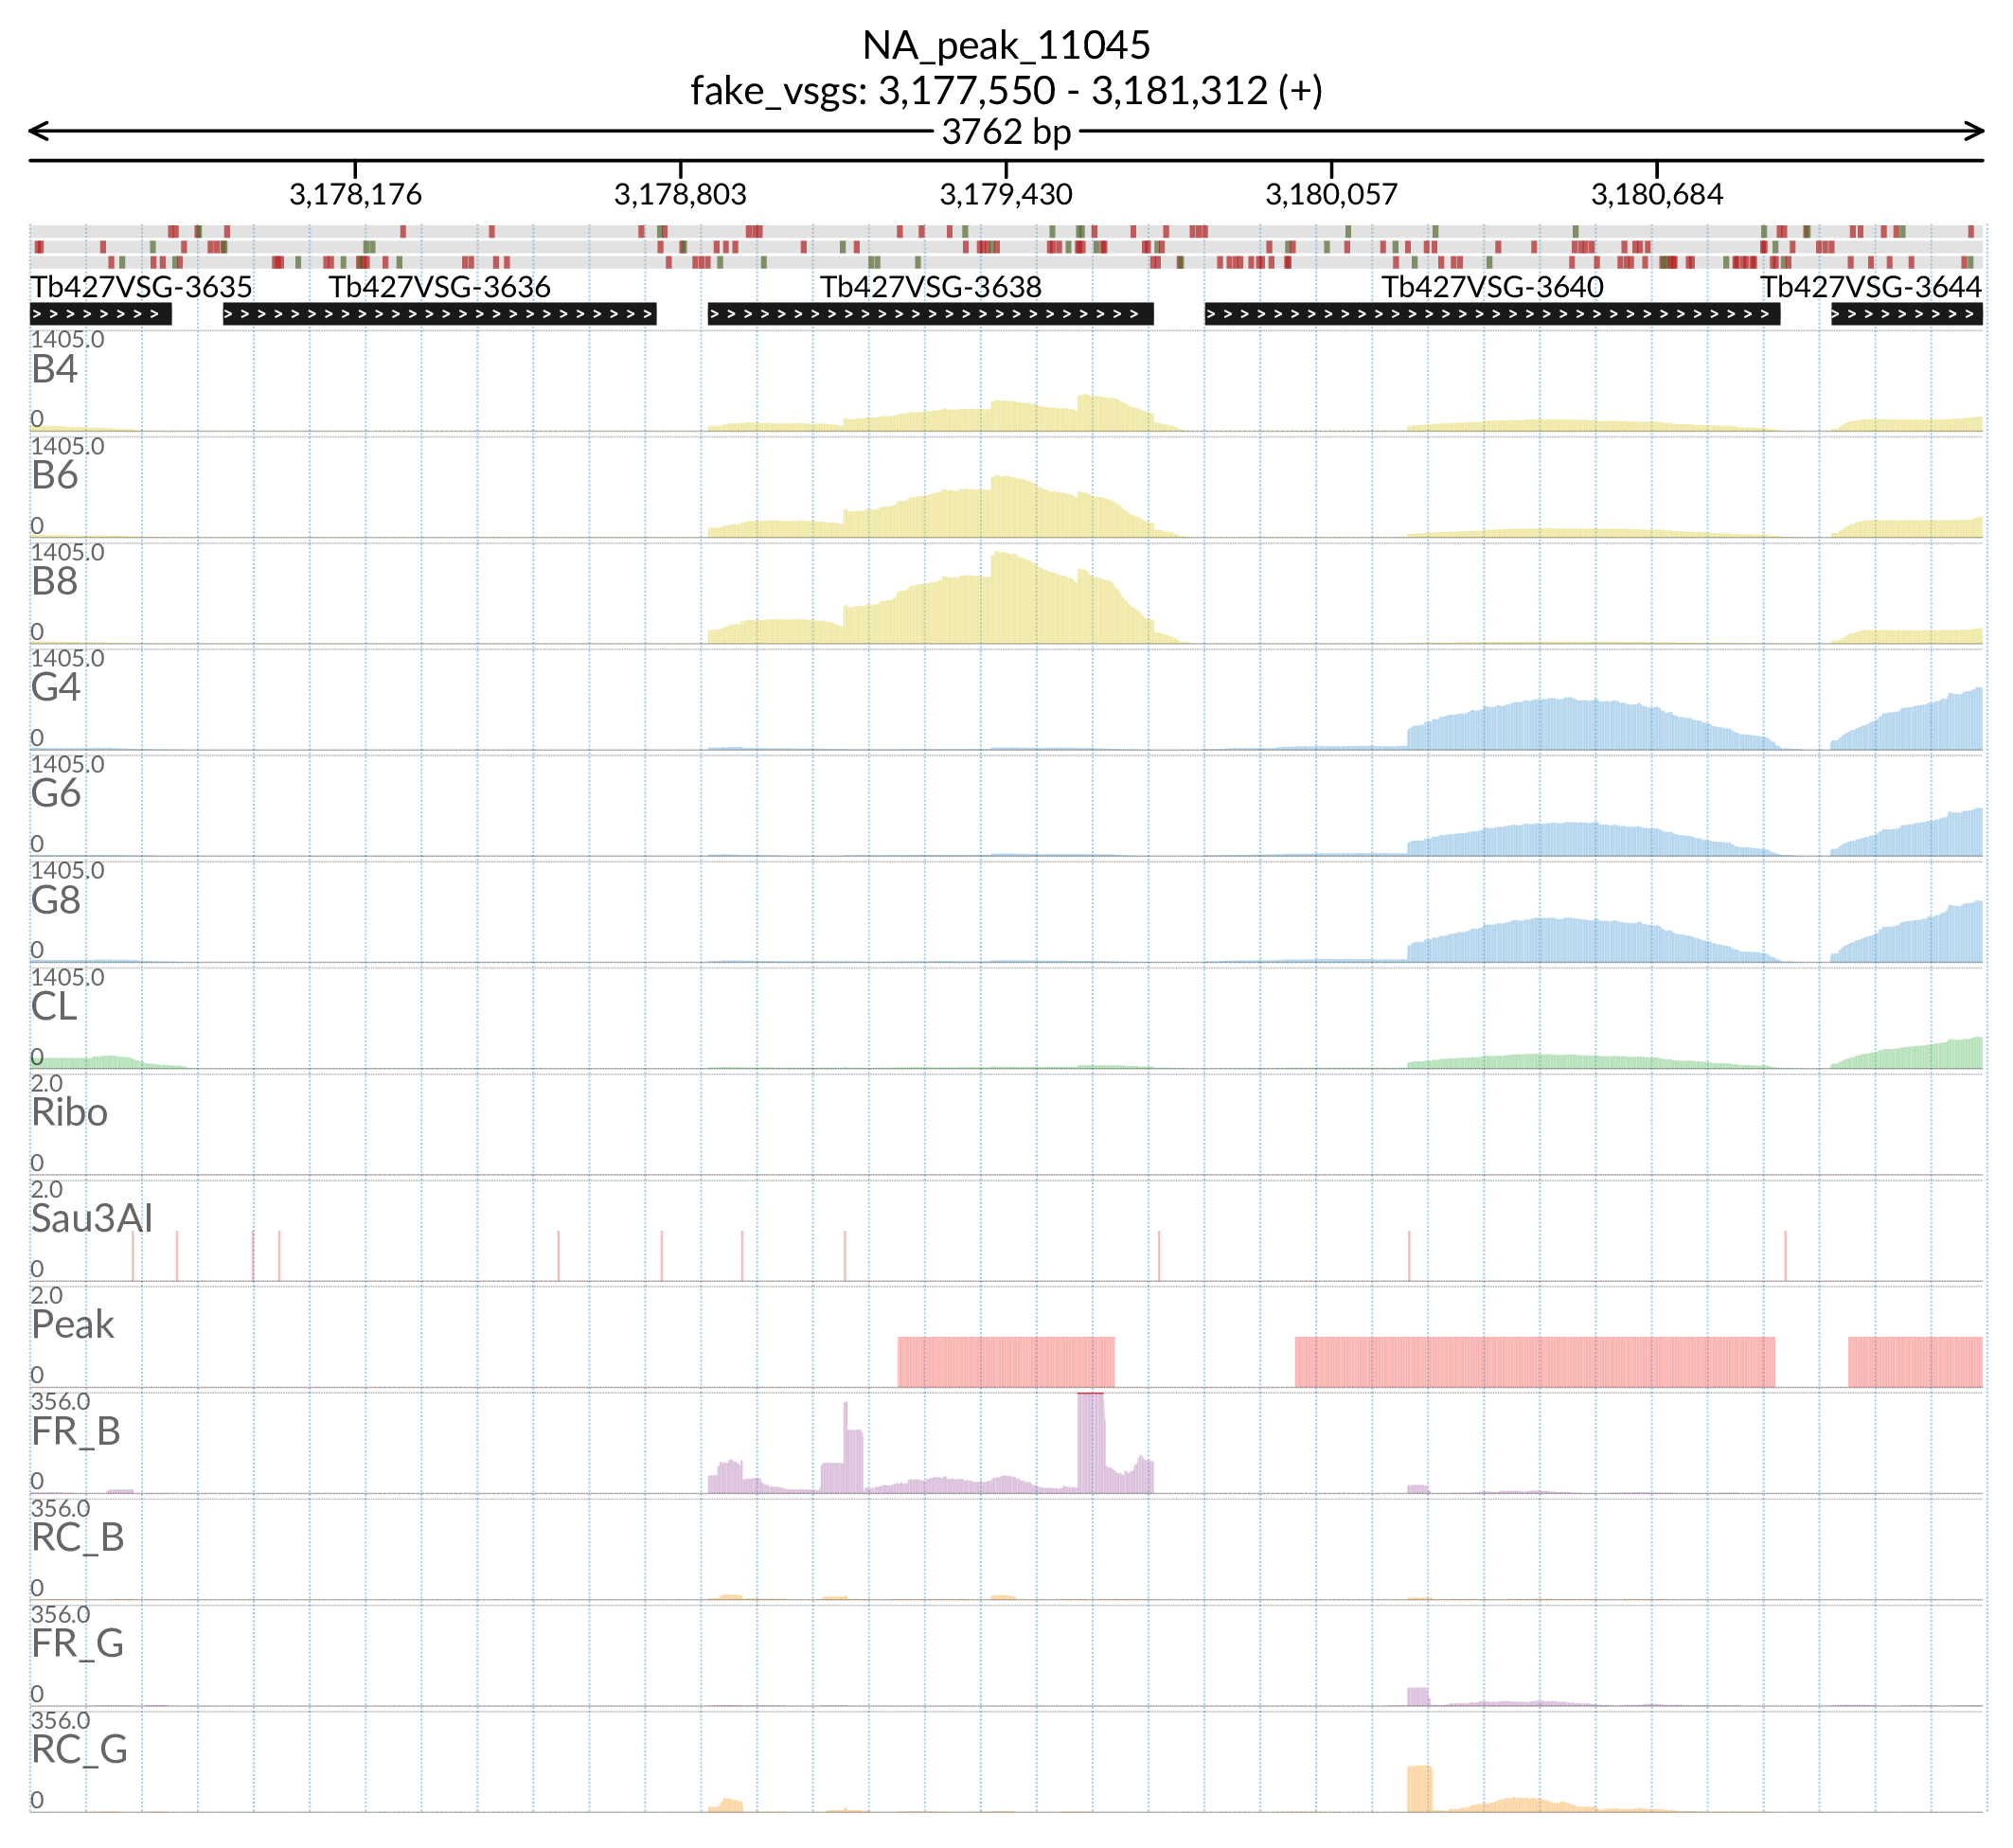 NA_peak_11045
fake_vsgs: 3,177,550 - 3,181,312 (+)
3762 bp
3,178,176 3,178,803 3,179,430 3,180,057 3,180,684
Tb427VSG-3635 Tb427VSG-3636 Tb427VSG-3638 Tb427VSG-3640 Tb427VSG-3644
1405.0
B4
0
1405.0
B6
0
1405.0
B8
0
1405.0
G4
0
1405.0
G6
0
1405.0
G8
0
1405.0
CL
0
2.0
Ribo
0
2.0
Sau3AI
0
2.0
Peak
0
356.0
FR_B
0
356.0
RC_B
0
356.0
FR_G
0
356.0
RC_G
0